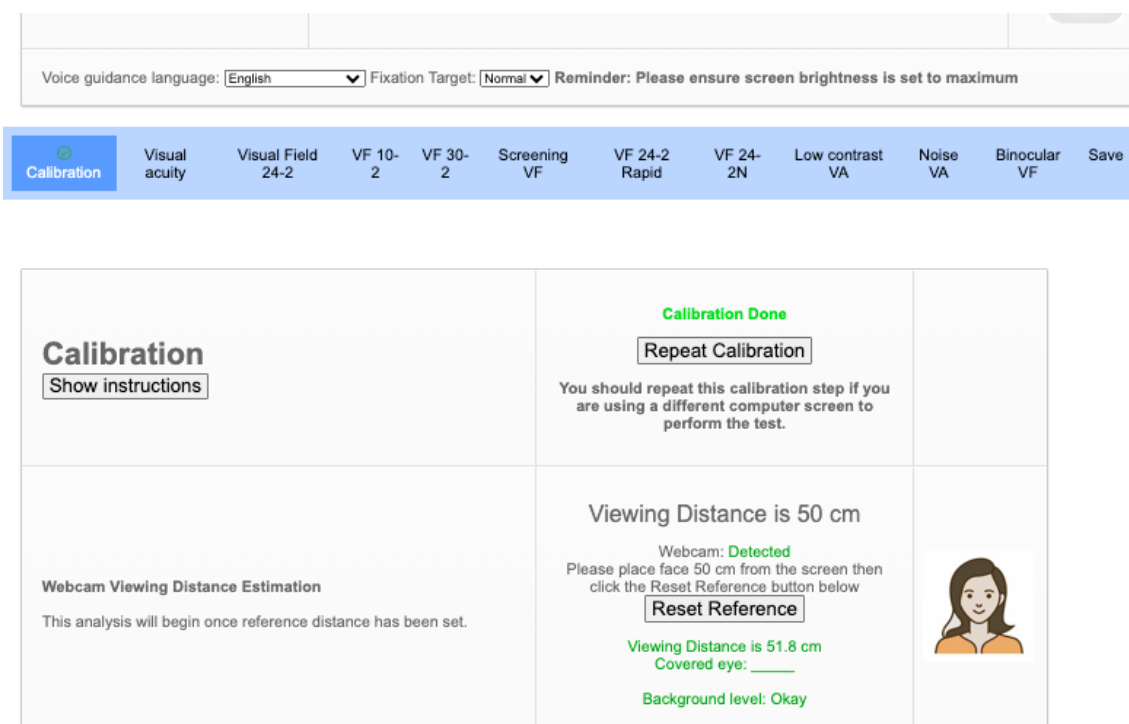 Voice guidance language: English Fixation Target: Normal Reminder: Please ensure screen brightness is set to maximum
Calibration
Visual acuity
Visual Field 24-2
VF 10-2
VF 30-2
Screening VF
VF 24-2 Rapid
VF 24-2N
Low contrast VA
Noise VA
Binocular VF
Save
Calibration
Show instructions
Calibration Done
Repeat Calibration
You should repeat this calibration step if you
are using a different computer screen to
perform the test.
Webcam Viewing Distance Estimation
This analysis will begin once reference distance has been set.
Viewing Distance is 50 cm
Webcam: Detected
Please place face 50 cm from the screen then
click the Reset Reference button below
Reset Reference
Viewing Distance is 51.8 cm
Covered eye: _____
Background level: Okay